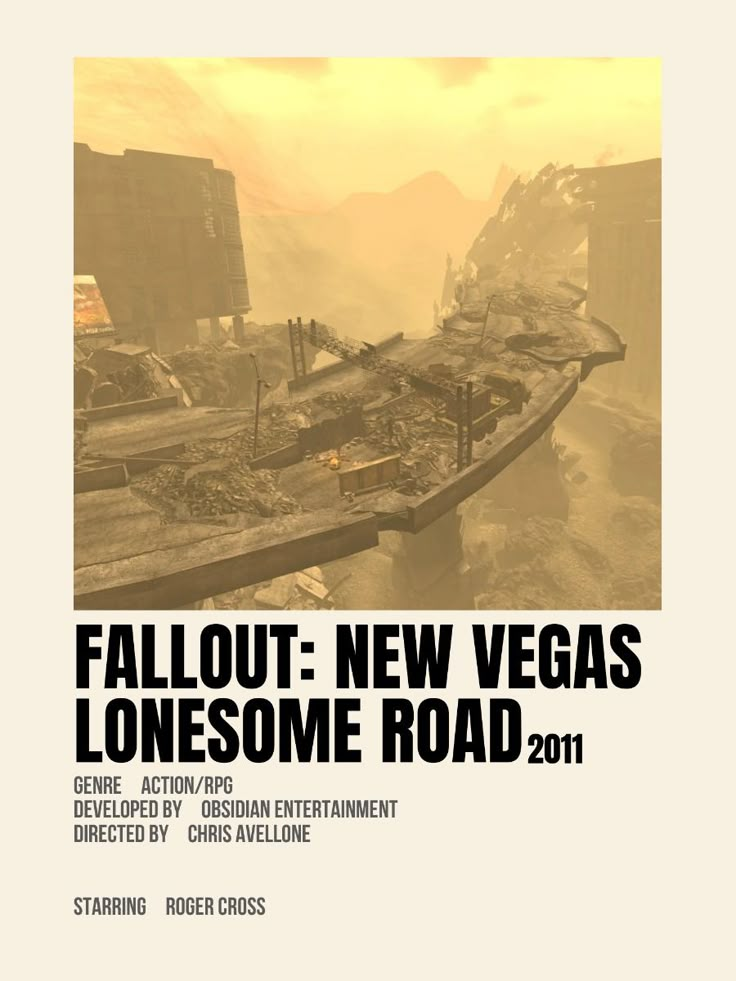 FALLOUT: NEW VEGAS
LONESOME ROAD 2011
GENRE ACTION/RPG
DEVELOPED BY OBSIDIAN ENTERTAINMENT
DIRECTED BY CHRIS AVELLONE
STARRING ROGER CROSS